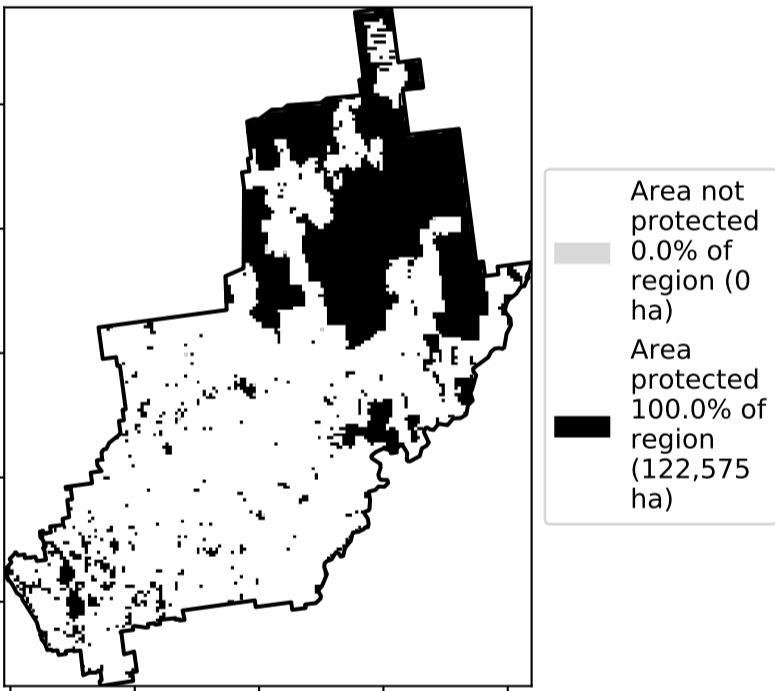 Area not
protected
0.0% of
region (0
ha)
Area
protected
100.0% of
region
(122,575
ha)